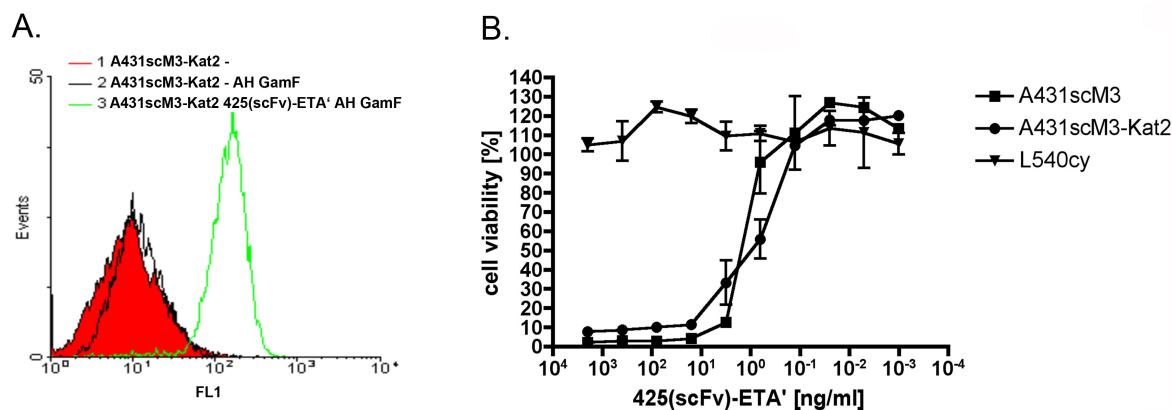 A.
1 A431scM3-Kat2 -
2 A431scM3-Kat2 - AH GamF
3 A431scM3-Kat2 425(scFv)-ETA' AH GamF
50
Events
0
10⁰ 10¹ 10² 10³ 10⁴
FL1
B.
140
130
120
110
100
90
80
70
60
50
40
30
20
10
0
cell viability [%]
10⁴ 10³ 10² 10¹ 10⁰ 10⁻¹ 10⁻² 10⁻³ 10⁻⁴
425(scFv)-ETA' [ng/ml]
A431scM3
A431scM3-Kat2
L540cy